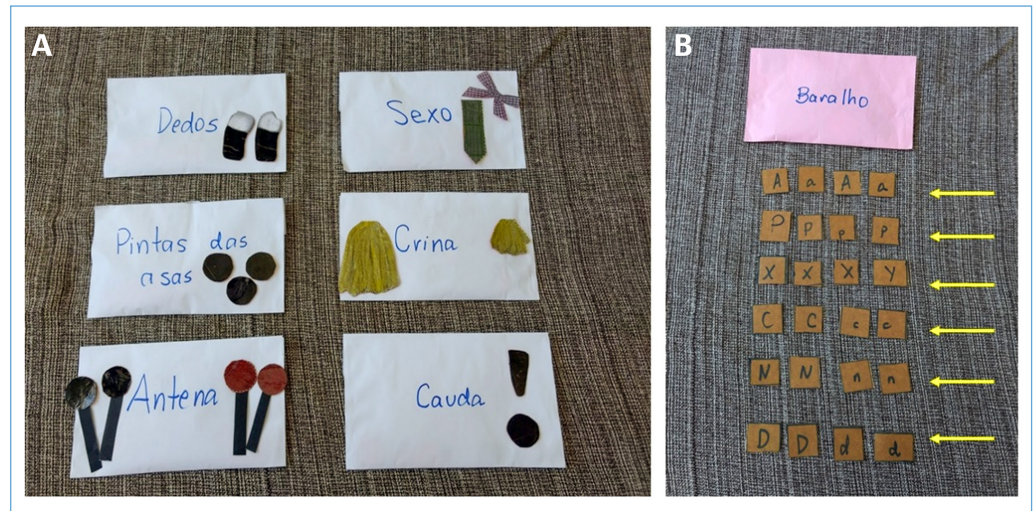 A
Dedos
Sexo
Pintas das
asas
Crina
Antena
Cauda
B
Baralho
A a A a
P P p p
X X X Y
C C c c
N N n n
D D d d